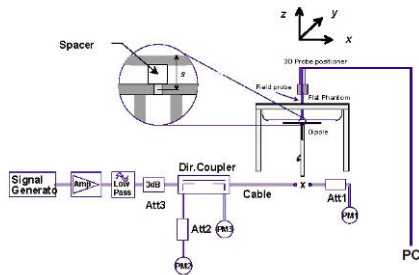 z
y
x
Spacer
s
3D Probe positioner
Field probe
Flat Phantom
Dipole
Signal
Generato
Amp
Low
Pass
3dB
Att3
Dir.Coupler
Cable
x
Att1
PM1
Att2
PM3
PM2
PC